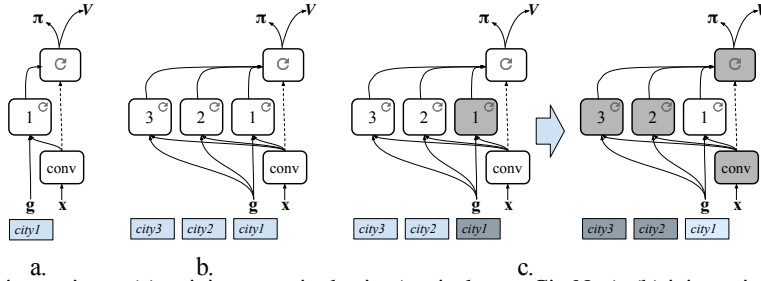 π V π V π V π V
3 2 1 3 2 1 3 2 1
1
conv conv conv conv
g x g x g x g x
city1 city3 city2 city1 city3 city2 city1 city3 city2 city1
a. b. c.